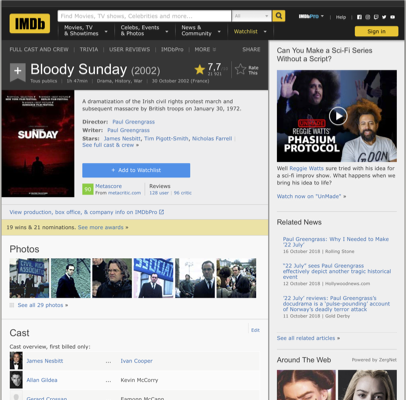 IMDb
Find Movies, TV shows, Celebrities and more...
All
IMDbPro
Help
Movies, TV
& Showtimes
Celebs, Events
& Photos
News &
Community
Watchlist
Sign in
FULL CAST AND CREW | TRIVIA | USER REVIEWS | IMDbPro | MORE
SHARE
Bloody Sunday (2002)
Tous publics | 1h 47min | Drama, History, War | 30 October 2002 (France)
7,7
Rate
This
SUNDAY
A dramatization of the Irish civil rights protest march and
subsequent massacre by British troops on January 30, 1972.
Director: Paul Greengrass
Writer: Paul Greengrass
Stars: James Nesbitt, Tim Pigott-Smith, Nicholas Farrell |
See full cast & crew »
+ Add to Watchlist
90
Metascore
From metacritic.com
Reviews
128 user | 96 critic
View production, box office, & company info on IMDbPro
19 wins & 21 nominations. See more awards »
Photos
See all 29 photos »
Cast
Edit
Cast overview, first billed only:
James Nesbitt ... Ivan Cooper
Allan Gildea ... Kevin McCorry
Gerard Crossan ... Eamonn McCann
Can You Make a Sci-Fi Series
Without a Script?
REGGIE WATTS'
PHASIUM
PROTOCOL
Well Reggie Watts sure tried with his idea for
a sci-fi improv show. What happens when we
bring his idea to life?
Watch now on "UnMade" »
Related News
Paul Greengrass: Why I Needed to
Make '22 July'
16 October 2018 | Rolling Stone
"22 July" sees Paul Greengrass
effectively depict another tragic historical
event
12 October 2018 | Hollywoodnews.com
'22 July' reviews: Paul Greengrass's
docudrama is a 'pulse-pounding' account
of Norway's deadly terror attack
11 October 2018 | Gold Derby
See all related articles »
Around The Web
Powered by ZergNet